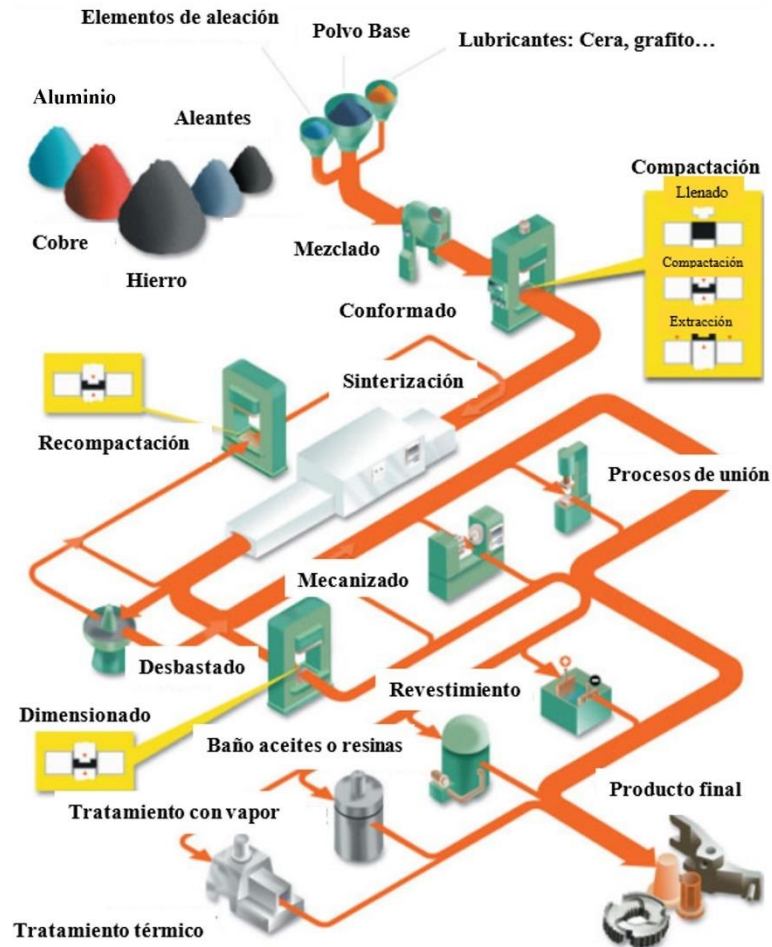 Elementos de aleación
Polvo Base
Lubricantes: Cera, grafito…
Aluminio
Aleantes
Cobre
Hierro
Compactación
Llenado
Compactación
Extracción
Mezclado
Conformado
Sinterización
Recompactación
Procesos de unión
Mecanizado
Desbastado
Revestimiento
Dimensionado
Baño aceites o resinas
Producto final
Tratamiento con vapor
Tratamiento térmico